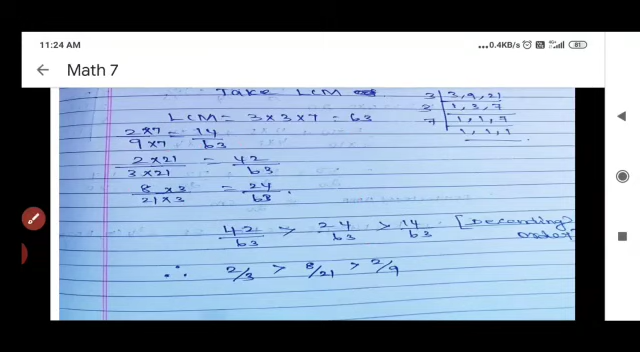 11:24 AM ...0.4KB/s 81
Math 7
Take LCM
3 | 3, 9, 21
3 | 1, 3, 7
7 | 1, 1, 7
1, 1, 1
LCM = 3 x 3 x 7 = 63
2 x 7 / 9 x 7 = 14 / 63
2 x 21 / 3 x 21 = 42 / 63
8 x 3 / 21 x 3 = 24 / 63.
42 / 63 > 24 / 63 > 14 / 63 [Decending order]
∴ 2/3 > 8/21 > 2/9